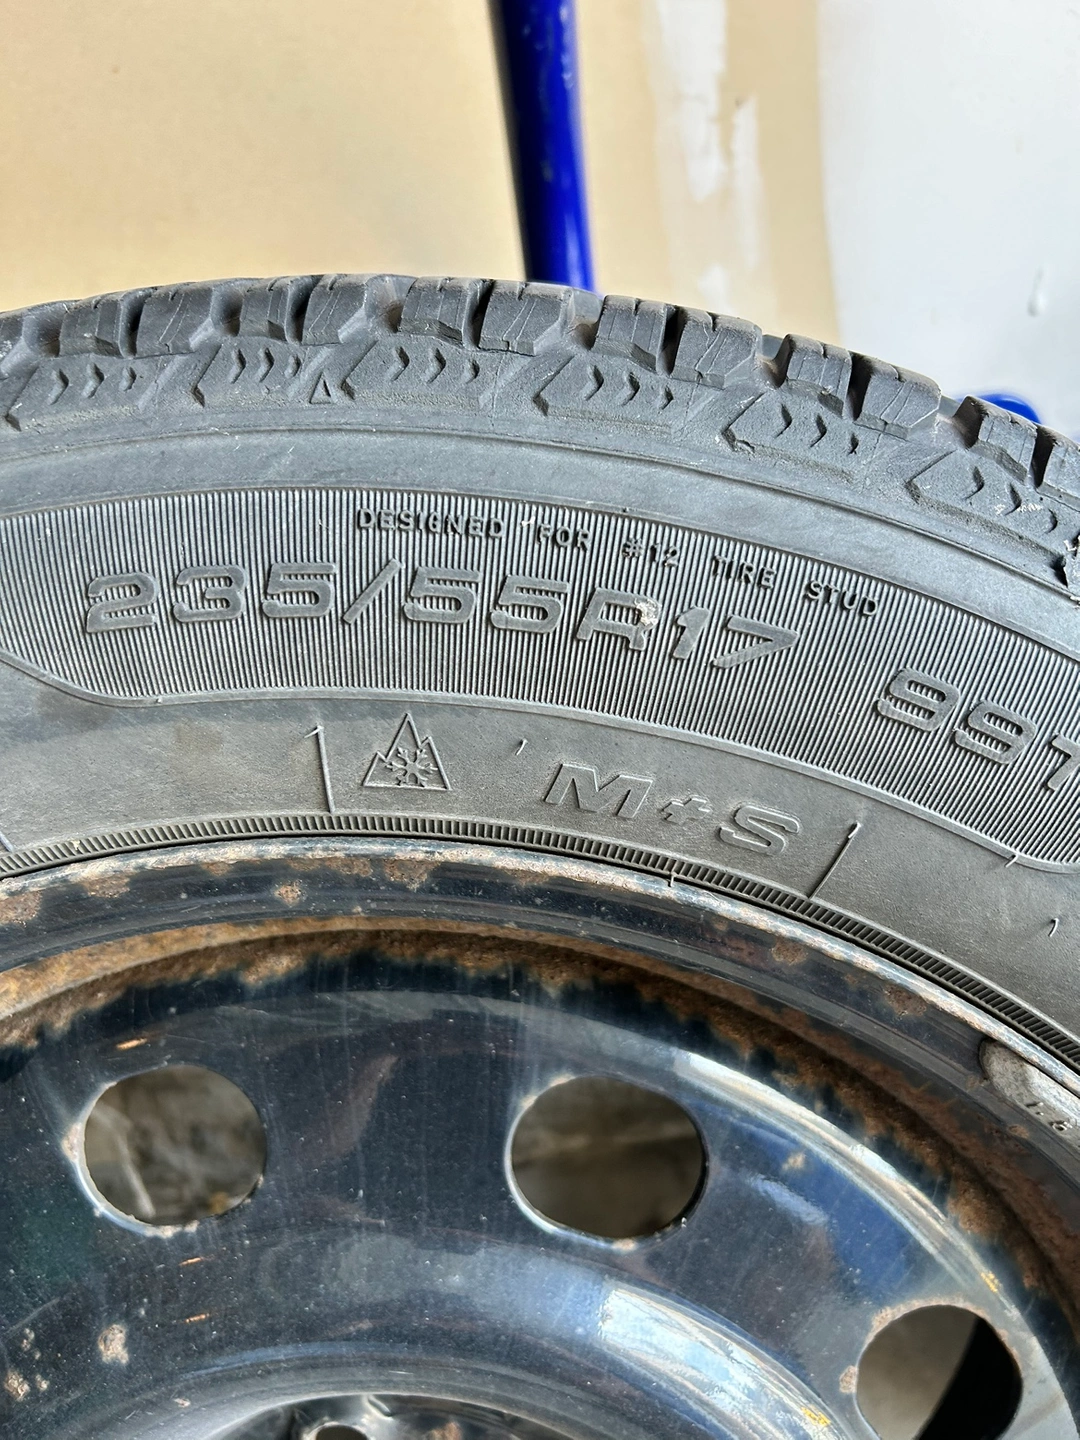 DESIGNED FOR #12 TIRE STUD
235/55R17 99T
M+S